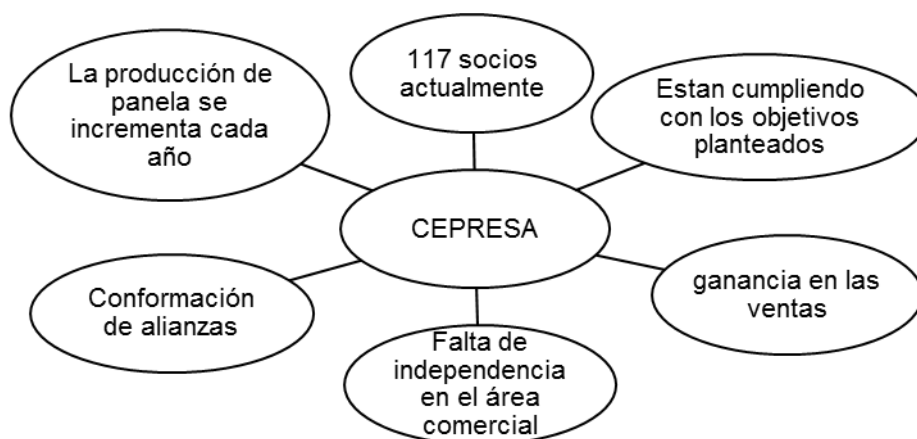 La producción de
panela se
incrementa cada
año
117 socios
actualmente
Estan cumpliendo
con los objetivos
planteados
CEPRESA
Conformación
de alianzas
Falta de
independencia
en el área
comercial
ganancia en las
ventas